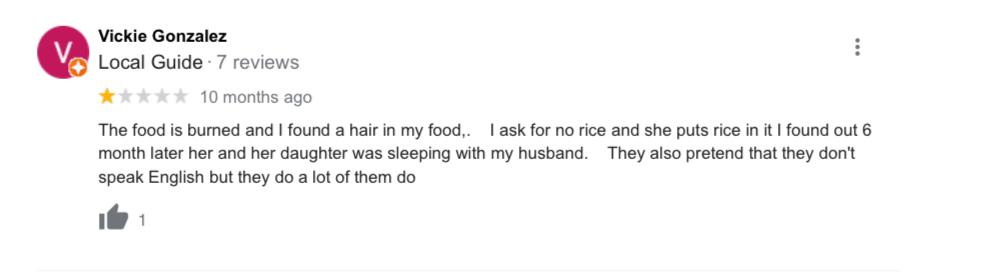 V
Vickie Gonzalez
Local Guide · 7 reviews
10 months ago
The food is burned and I found a hair in my food,. I ask for no rice and she puts rice in it I found out 6
month later her and her daughter was sleeping with my husband. They also pretend that they don't
speak English but they do a lot of them do
1